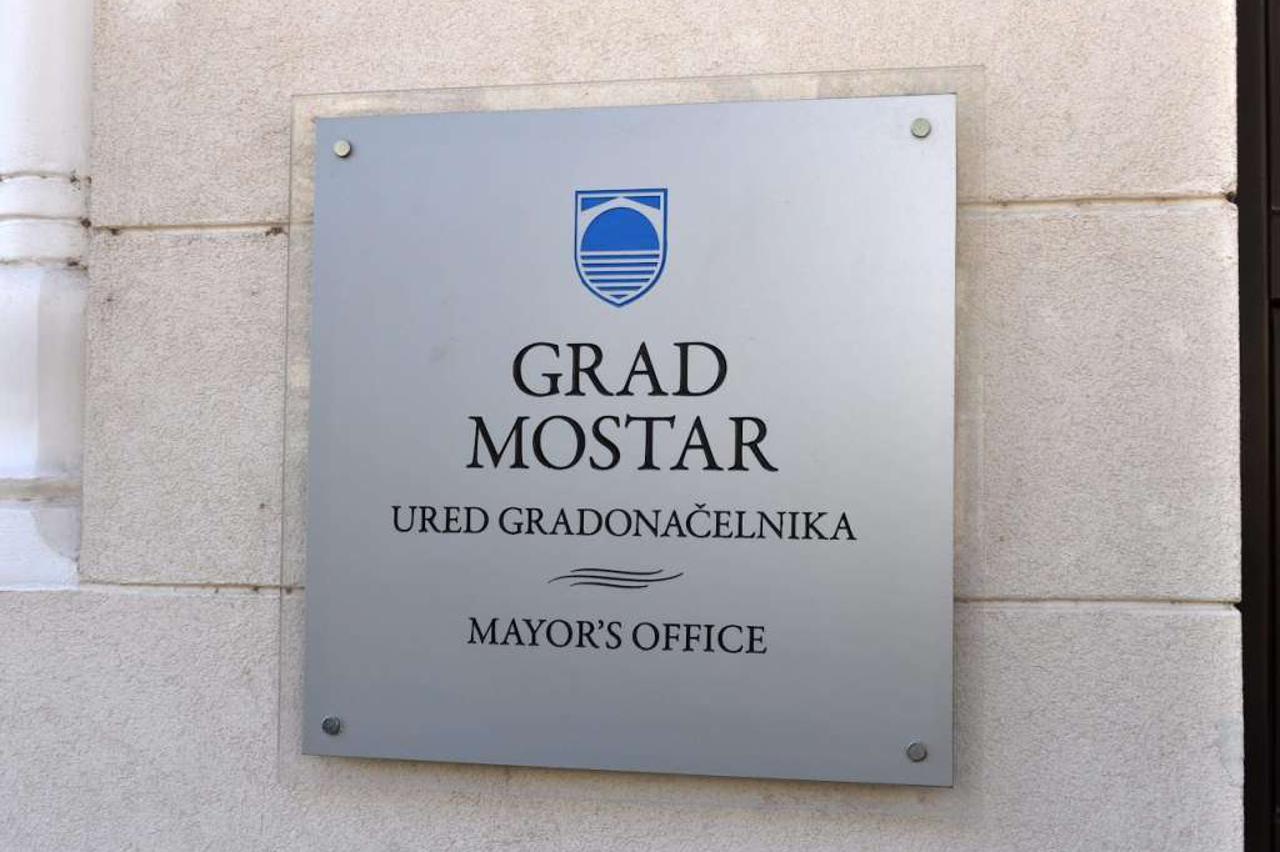 GRAD
MOSTAR
URED GRADONAČELNIKA
MAYOR'S OFFICE